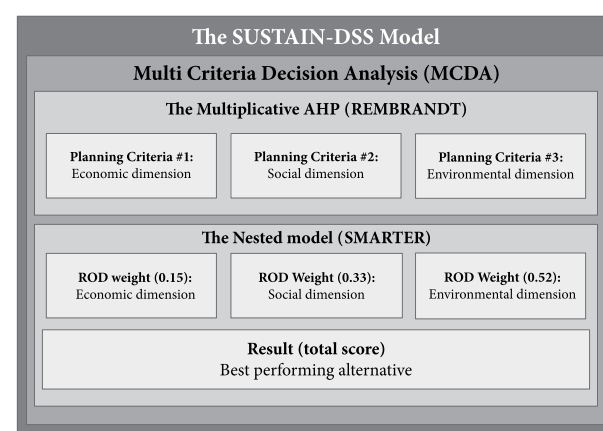 The SUSTAIN-DSS Model
Multi Criteria Decision Analysis (MCDA)
The Multiplicative AHP (REMBRANDT)
Planning Criteria #1:
Economic dimension
Planning Criteria #2:
Social dimension
Planning Criteria #3:
Environmental dimension
The Nested model (SMARTER)
ROD weight (0.15):
Economic dimension
ROD Weight (0.33):
Social dimension
ROD Weight (0.52):
Environmental dimension
Result (total score)
Best performing alternative